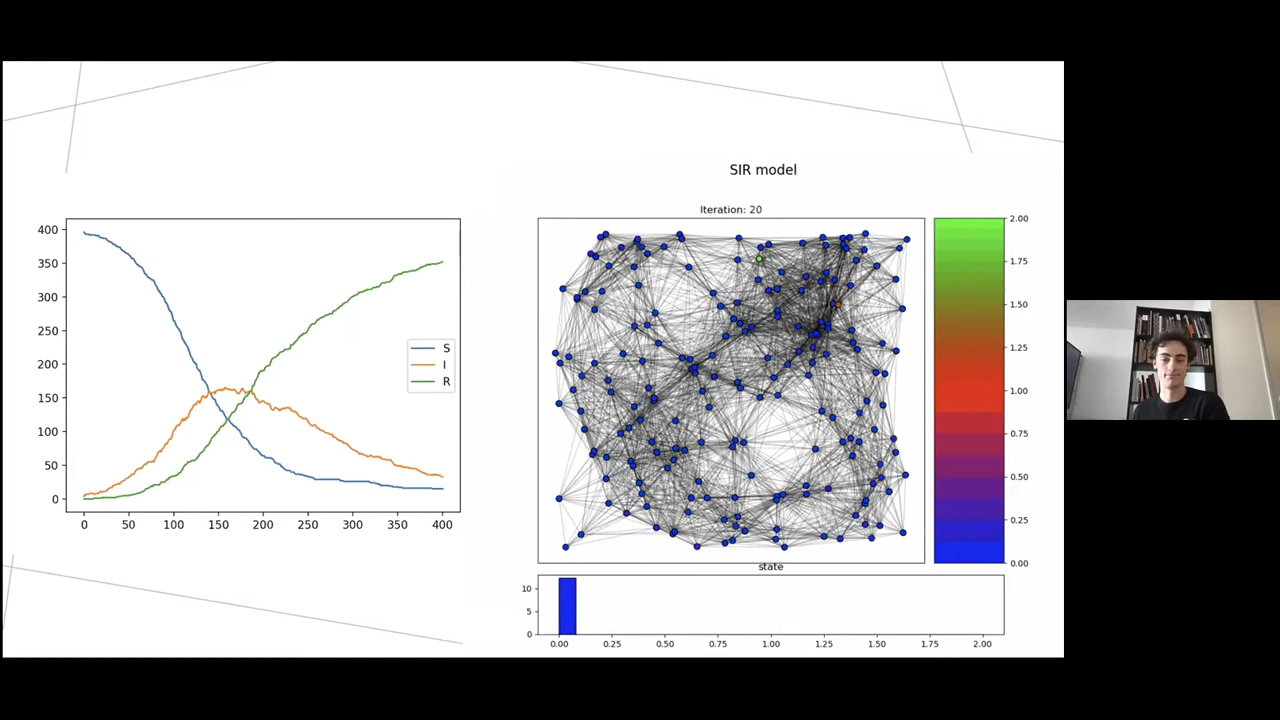 SIR model
Iteration: 20
400
350
300
250
200
150
100
50
0
0 50 100 150 200 250 300 350 400
S
I
R
2.00
1.75
1.50
1.25
1.00
0.75
0.50
0.25
0.00
state
10
5
0
0.00 0.25 0.50 0.75 1.00 1.25 1.50 1.75 2.00